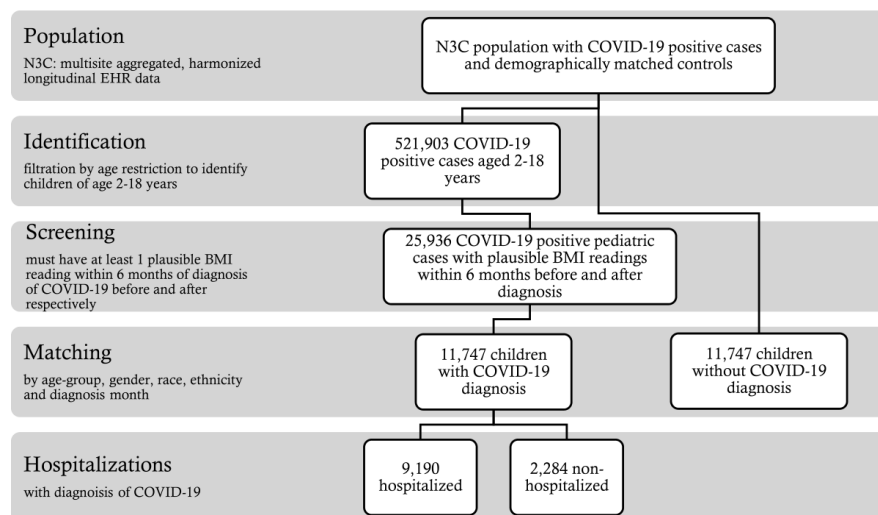 Population
N3C: multisite aggregated, harmonized
longitudinal EHR data
N3C population with COVID-19 positive cases
and demographically matched controls
Identification
filtration by age restriction to identify
children of age 2-18 years
521,903 COVID-19
positive cases aged 2-18
years
Screening
must have at least 1 plausible BMI
reading within 6 months of diagnosis
of COVID-19 before and after
respectively
25,936 COVID-19 positive pediatric
cases with plausible BMI readings
within 6 months before and after
diagnosis
Matching
by age-group, gender, race, ethnicity
and diagnosis month
11,747 children
with COVID-19
diagnosis
11,747 children
without COVID-19
diagnosis
Hospitalizations
with diagnoisis of COVID-19
9,190
hospitalized
2,284 non-
hospitalized